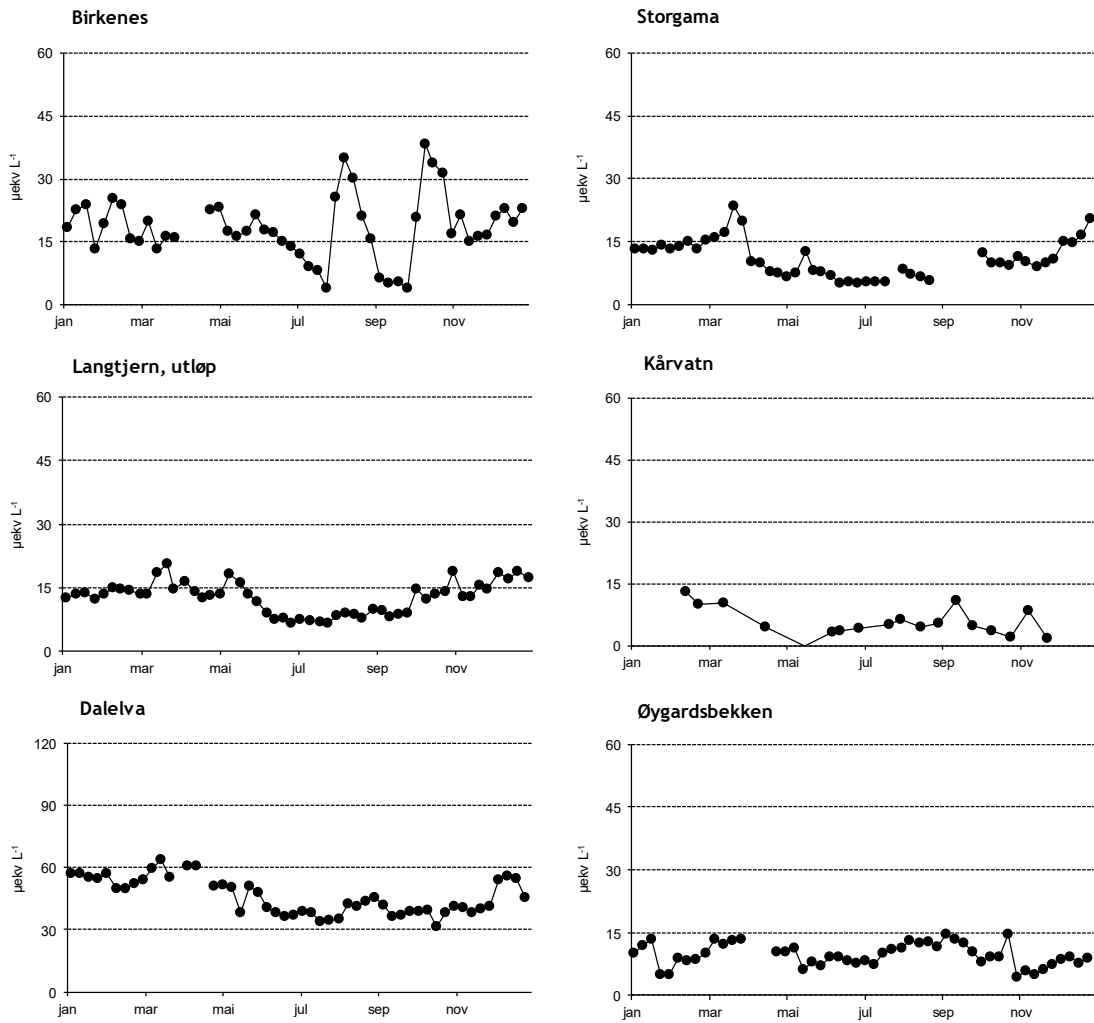 Birkenes
60
45
30
15
0
µekv L-1
jan mar mai jul sep nov
Storgama
60
45
30
15
0
µekv L-1
jan mar mai jul sep nov
Langtjern, utløp
60
45
30
15
0
µekv L-1
jan mar mai jul sep nov
Kårvatn
60
45
30
15
0
µekv L-1
jan mar mai jul sep nov
Dalelva
120
90
60
30
0
µekv L-1
jan mar mai jul sep nov
Øygardsbekken
60
45
30
15
0
µekv L-1
jan mar mai jul sep nov